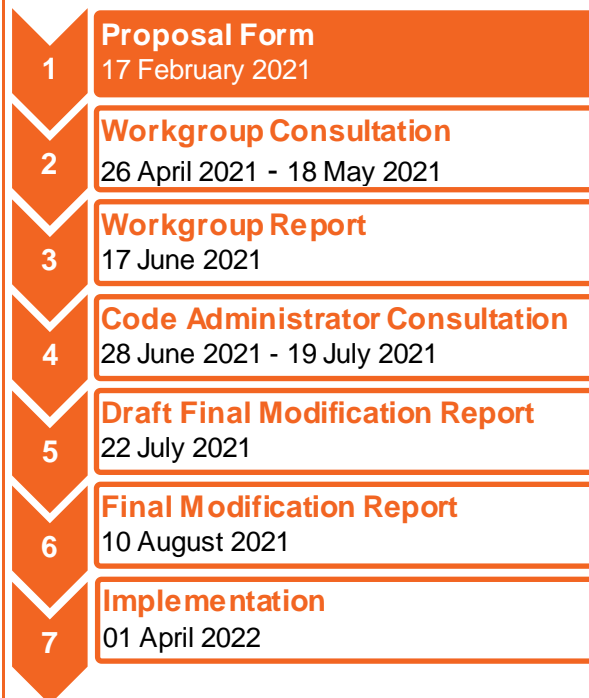 1
Proposal Form
17 February 2021
2
Workgroup Consultation
26 April 2021 - 18 May 2021
3
Workgroup Report
17 June 2021
4
Code Administrator Consultation
28 June 2021 - 19 July 2021
5
Draft Final Modification Report
22 July 2021
6
Final Modification Report
10 August 2021
7
Implementation
01 April 2022